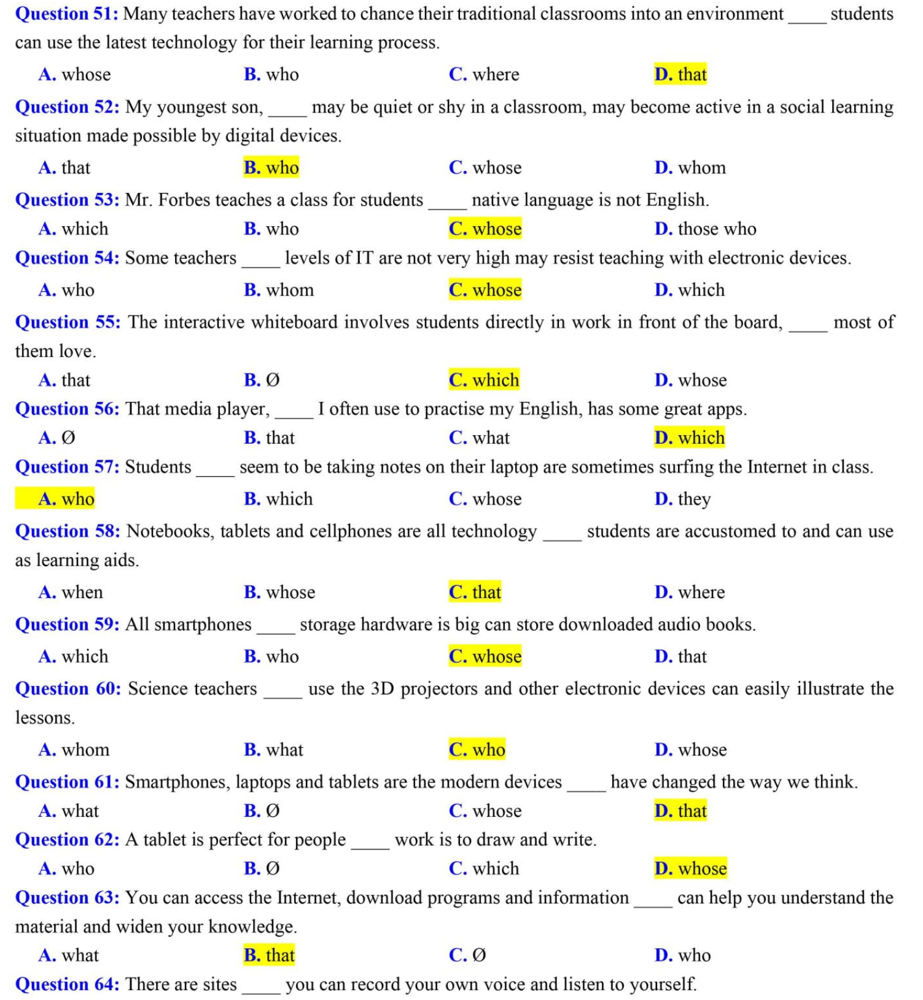 Question 51: Many teachers have worked to chance their traditional classrooms into an environment ____ students
can use the latest technology for their learning process.
A. whose B. who C. where D. that
Question 52: My youngest son, ____ may be quiet or shy in a classroom, may become active in a social learning
situation made possible by digital devices.
A. that B. who C. whose D. whom
Question 53: Mr. Forbes teaches a class for students ____ native language is not English.
A. which B. who C. whose D. those who
Question 54: Some teachers ____ levels of IT are not very high may resist teaching with electronic devices.
A. who B. whom C. whose D. which
Question 55: The interactive whiteboard involves students directly in work in front of the board, ____ most of
them love.
A. that B. Ø C. which D. whose
Question 56: That media player, ____ I often use to practise my English, has some great apps.
A. Ø B. that C. what D. which
Question 57: Students ____ seem to be taking notes on their laptop are sometimes surfing the Internet in class.
A. who B. which C. whose D. they
Question 58: Notebooks, tablets and cellphones are all technology ____ students are accustomed to and can use
as learning aids.
A. when B. whose C. that D. where
Question 59: All smartphones ____ storage hardware is big can store downloaded audio books.
A. which B. who C. whose D. that
Question 60: Science teachers ____ use the 3D projectors and other electronic devices can easily illustrate the
lessons.
A. whom B. what C. who D. whose
Question 61: Smartphones, laptops and tablets are the modern devices ____ have changed the way we think.
A. what B. Ø C. whose D. that
Question 62: A tablet is perfect for people ____ work is to draw and write.
A. who B. Ø C. which D. whose
Question 63: You can access the Internet, download programs and information ____ can help you understand the
material and widen your knowledge.
A. what B. that C. Ø D. who
Question 64: There are sites ____ you can record your own voice and listen to yourself.